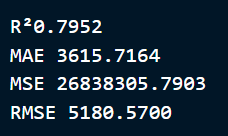 R²0.7952
MAE 3615.7164
MSE 26838305.7903
RMSE 5180.5700